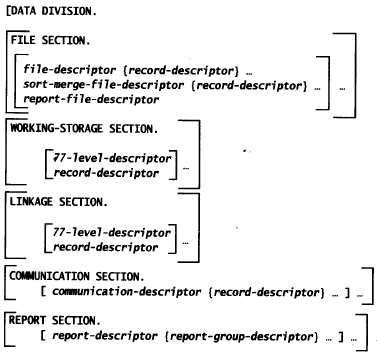 [DATA DIVISION.
FILE SECTION.
file-descriptor {record-descriptor} …
sort-merge-file-descriptor {record-descriptor} … …
report-file-descriptor
WORKING-STORAGE SECTION.
77-level-descriptor
record-descriptor …
LINKAGE SECTION.
77-level-descriptor
record-descriptor …
COMMUNICATION SECTION.
[ communication-descriptor {record-descriptor} … ] …
REPORT SECTION.
[ report-descriptor {report-group-descriptor} … ] …